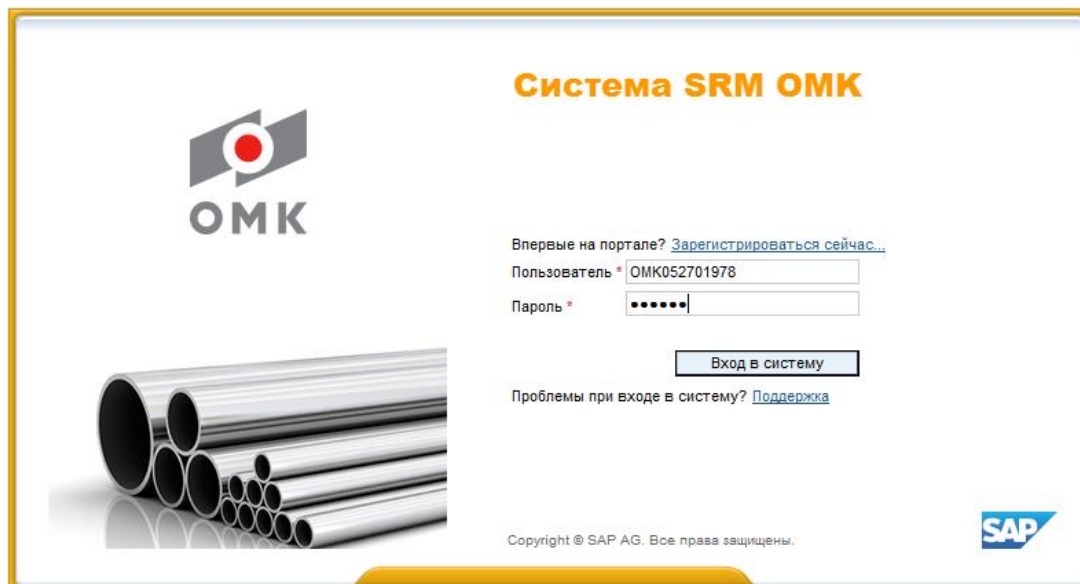 Система SRM ОМК
ОМК
Впервые на портале? Зарегистрироваться сейчас...
Пользователь * OMK052701978
Пароль * ••••••
Вход в систему
Проблемы при входе в систему? Поддержка
Copyright © SAP AG. Все права защищены.
SAP